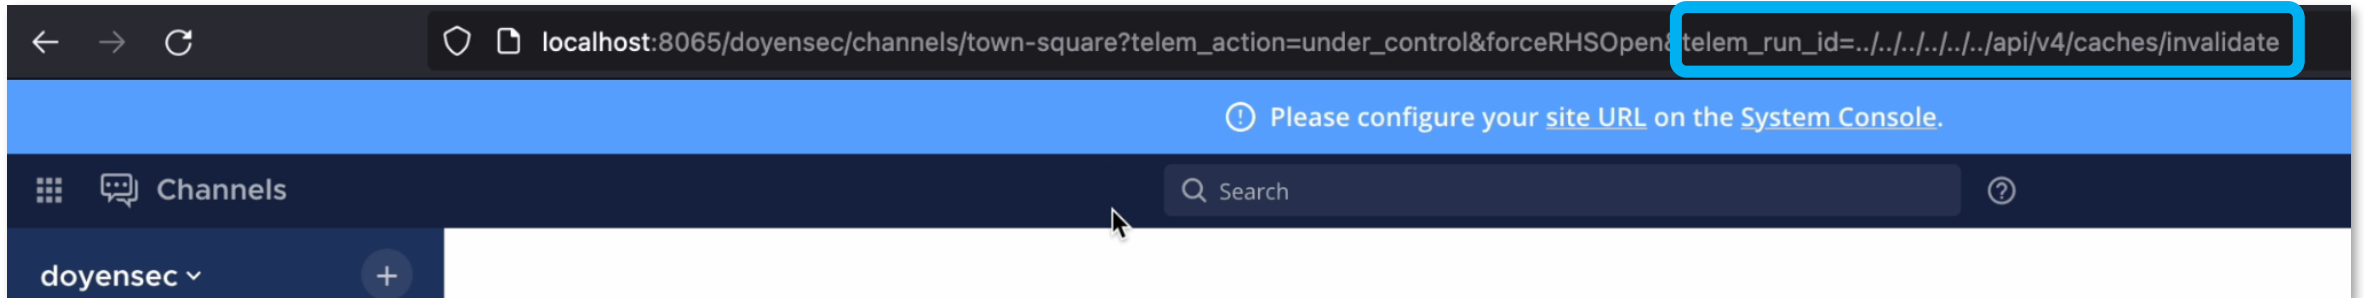 localhost:8065/doyensec/channels/town-square?telem_action=under_control&forceRHSOpen&telem_run_id=../../../../../../api/v4/caches/invalidate
Please configure your site URL on the System Console.
Channels
Search
doyensec